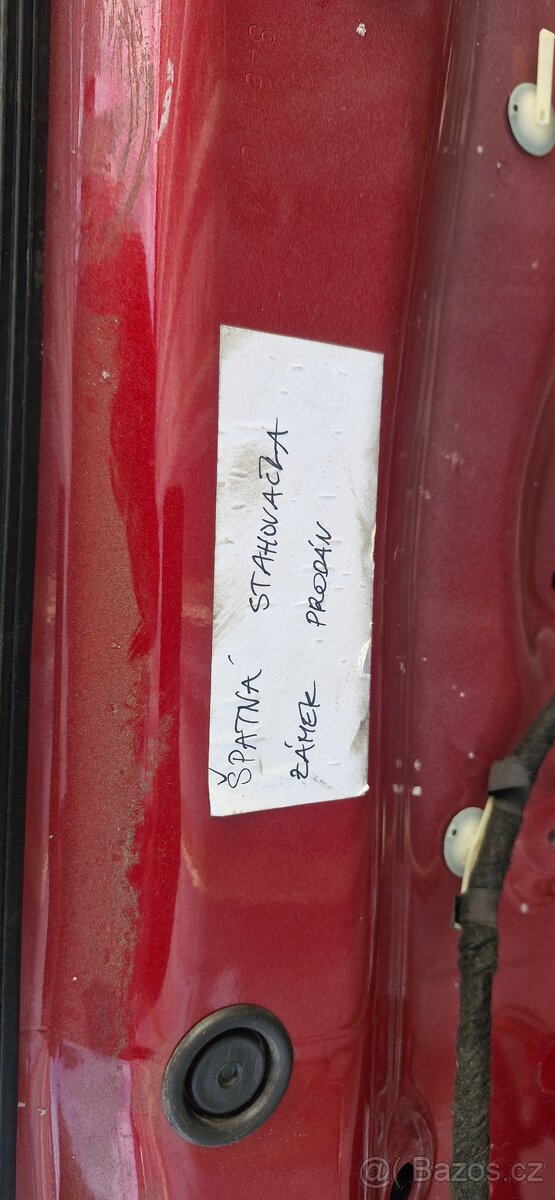 ŠPATNÁ STAHOVAČKA
ZÁMEK PRODÁN
@ Bazos.cz